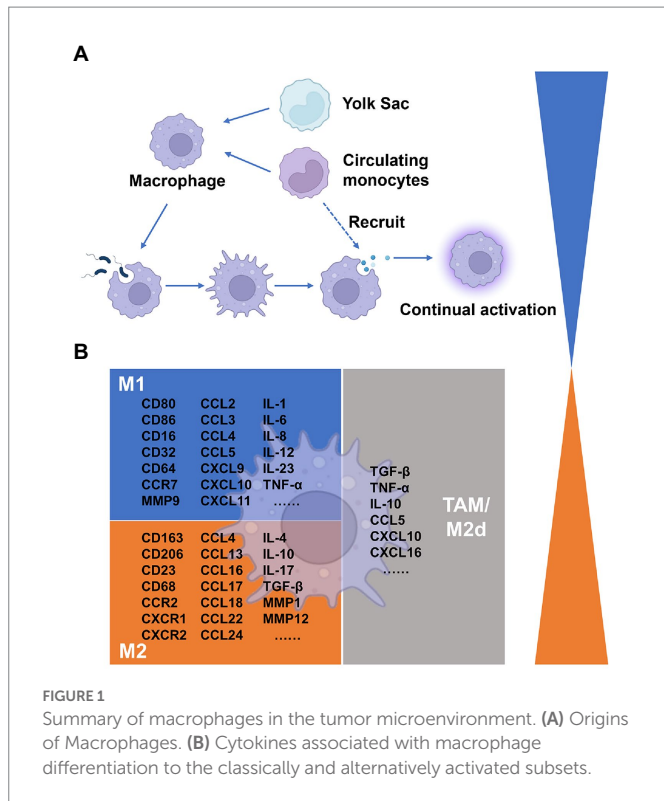 A
Yolk Sac
Circulating
monocytes
Macrophage
Recruit
Continual activation
B
M1
CD80 CCL2 IL-1
CD86 CCL3 IL-6
CD16 CCL4 IL-8
CD32 CCL5 IL-12
CD64 CXCL9 IL-23
CCR7 CXCL10 TNF-α
MMP9 CXCL11 ......
CD163 CCL4 IL-4
CD206 CCL13 IL-10
CD23 CCL16 IL-17
CD68 CCL17 TGF-β
CCR2 CCL18 MMP1
CXCR1 CCL22 MMP12
CXCR2 CCL24 ......
M2
TGF-β
TNF-α
IL-10
CCL5
CXCL10
CXCL16
......
TAM/
M2d
FIGURE 1
Summary of macrophages in the tumor microenvironment. (A) Origins
of Macrophages. (B) Cytokines associated with macrophage
differentiation to the classically and alternatively activated subsets.